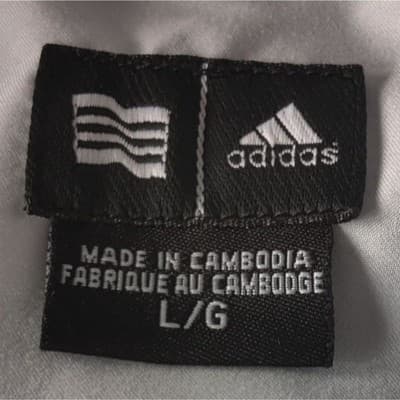 adidas
MADE IN CAMBODIA
FABRIQUE AU CAMBODGE
L/G